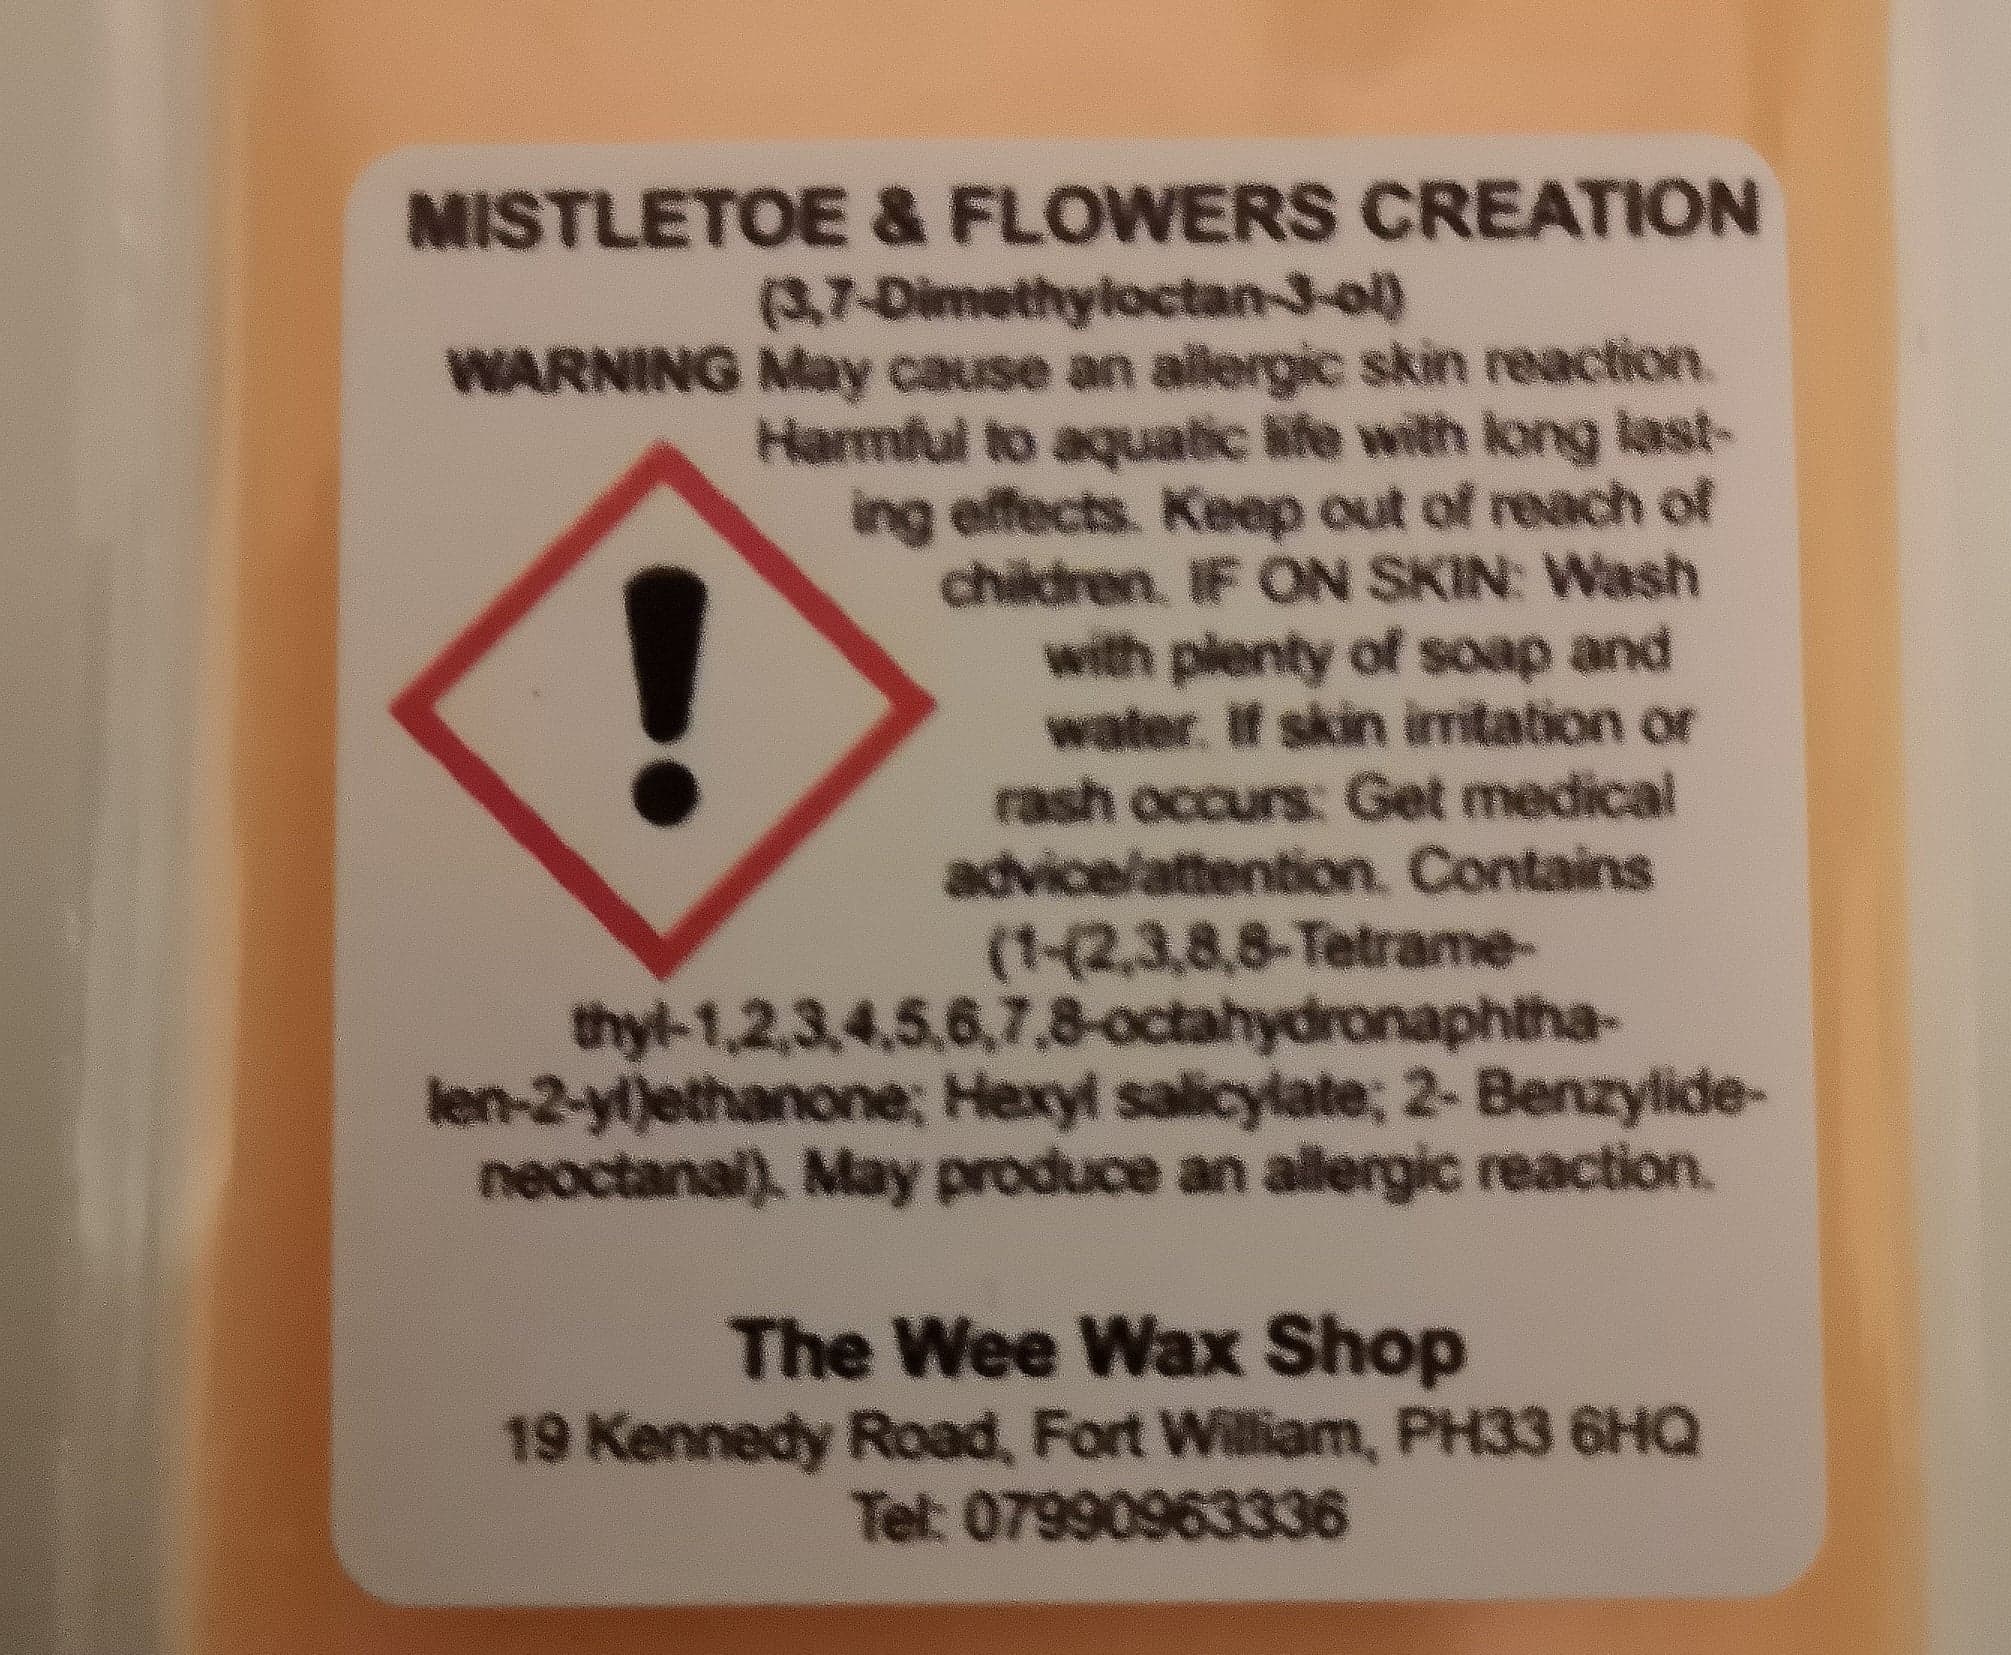 MISTLETOE & FLOWERS CREATION
(3,7-Dimethyloctan-3-ol)
WARNING May cause an allergic skin reaction.
Harmful to aquatic life with long last-
ing effects. Keep out of reach of
children. IF ON SKIN: Wash
with plenty of soap and
water. If skin irritation or
rash occurs: Get medical
advice/attention. Contains
(1-(2,3,8,8-Tetrame-
thyl-1,2,3,4,5,6,7,8-octahydronaphtha-
len-2-yl)ethanone; Hexyl salicylate; 2- Benzylide-
neoctanal). May produce an allergic reaction.
The Wee Wax Shop
19 Kennedy Road, Fort William, PH33 6HQ
Tel: 07990963336